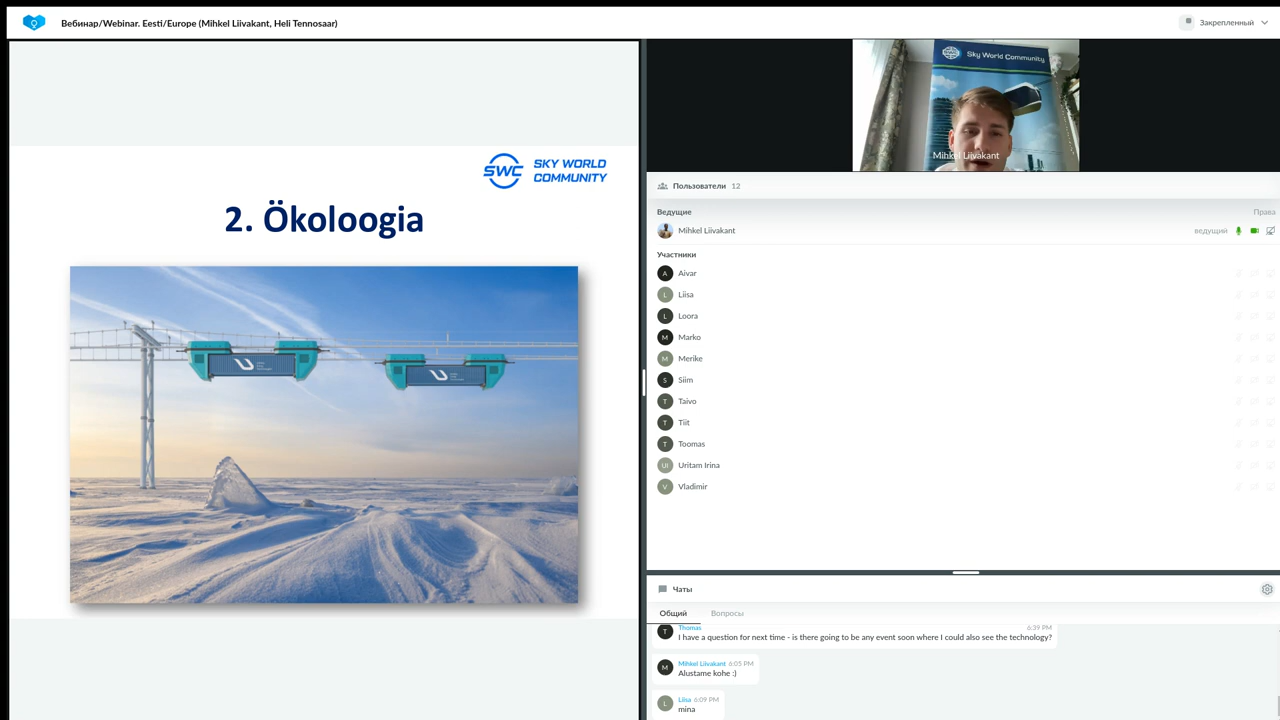 Вебинар/Webinar. Eesti/Europe (Mihkel Liivakant, Heli Tennosaar)
Закрепленный
SWC SKY WORLD
COMMUNITY
2. Ökoloogia
Sky World Community
Mihkel Liivakant
Пользователи 12
Ведущие
Права
Mihkel Liivakant
ведущий
Участники
A Aivar
L Liisa
L Loora
M Marko
M Merike
S Siim
T Taivo
T Tiit
T Toomas
UI Uritam Irina
V Vladimir
Чаты
Общий
Вопросы
T Thomas 6:39 PM
I have a question for next time - is there going to be any event soon where I could also see the technology?
M Mihkel Liivakant 6:05 PM
Alustame kohe :)
L Liisa 6:09 PM
mina